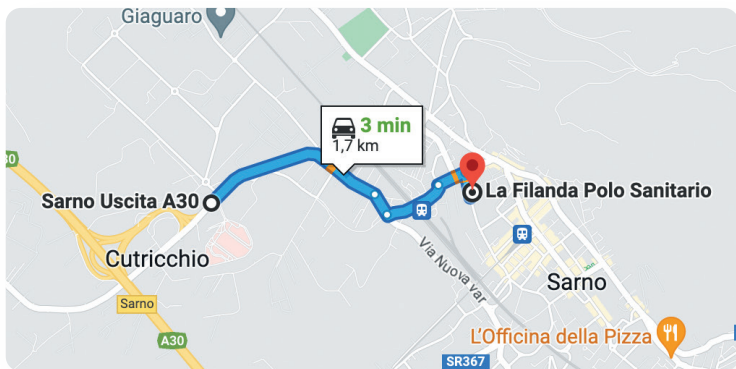 Giaguaro
3 min
1,7 km
Sarno Uscita A30
La Filanda Polo Sanitario
Cutricchio
Via Nuova var
Sarno
Sarno
A30
L'Officina della Pizza
SR367